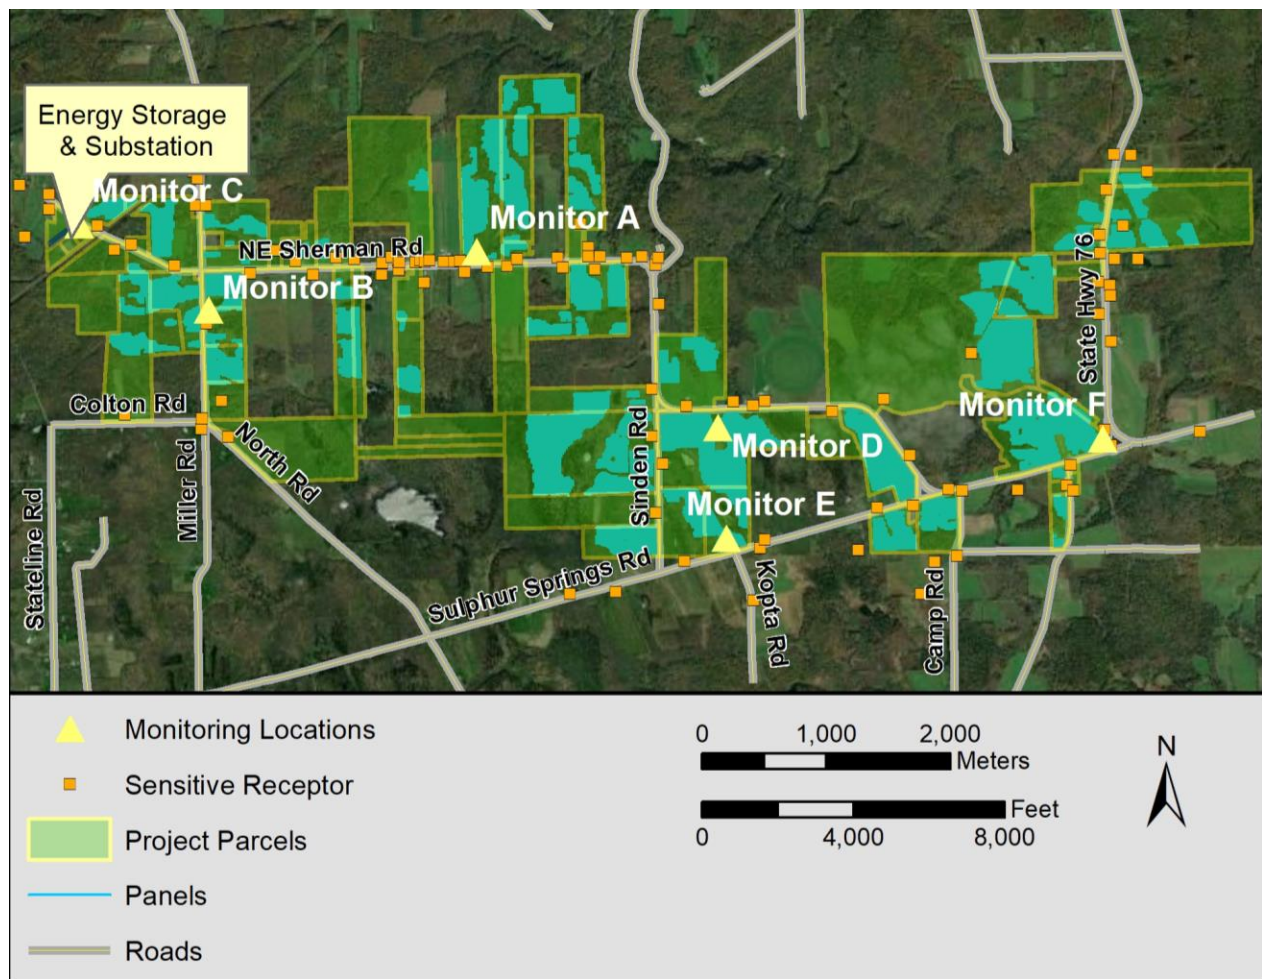 Energy Storage
& Substation
Monitor C
Monitor A
NE Sherman Rd
Monitor B
State Hwy 76
Colton Rd
North Rd
Miller Rd
Stateline Rd
Monitor F
Monitor D
Sinden Rd
Monitor E
Sulphur Springs Rd
Kopta Rd
Camp Rd
Monitoring Locations
Sensitive Receptor
Project Parcels
Panels
Roads
0 1,000 2,000
Meters
Feet
0 4,000 8,000
N